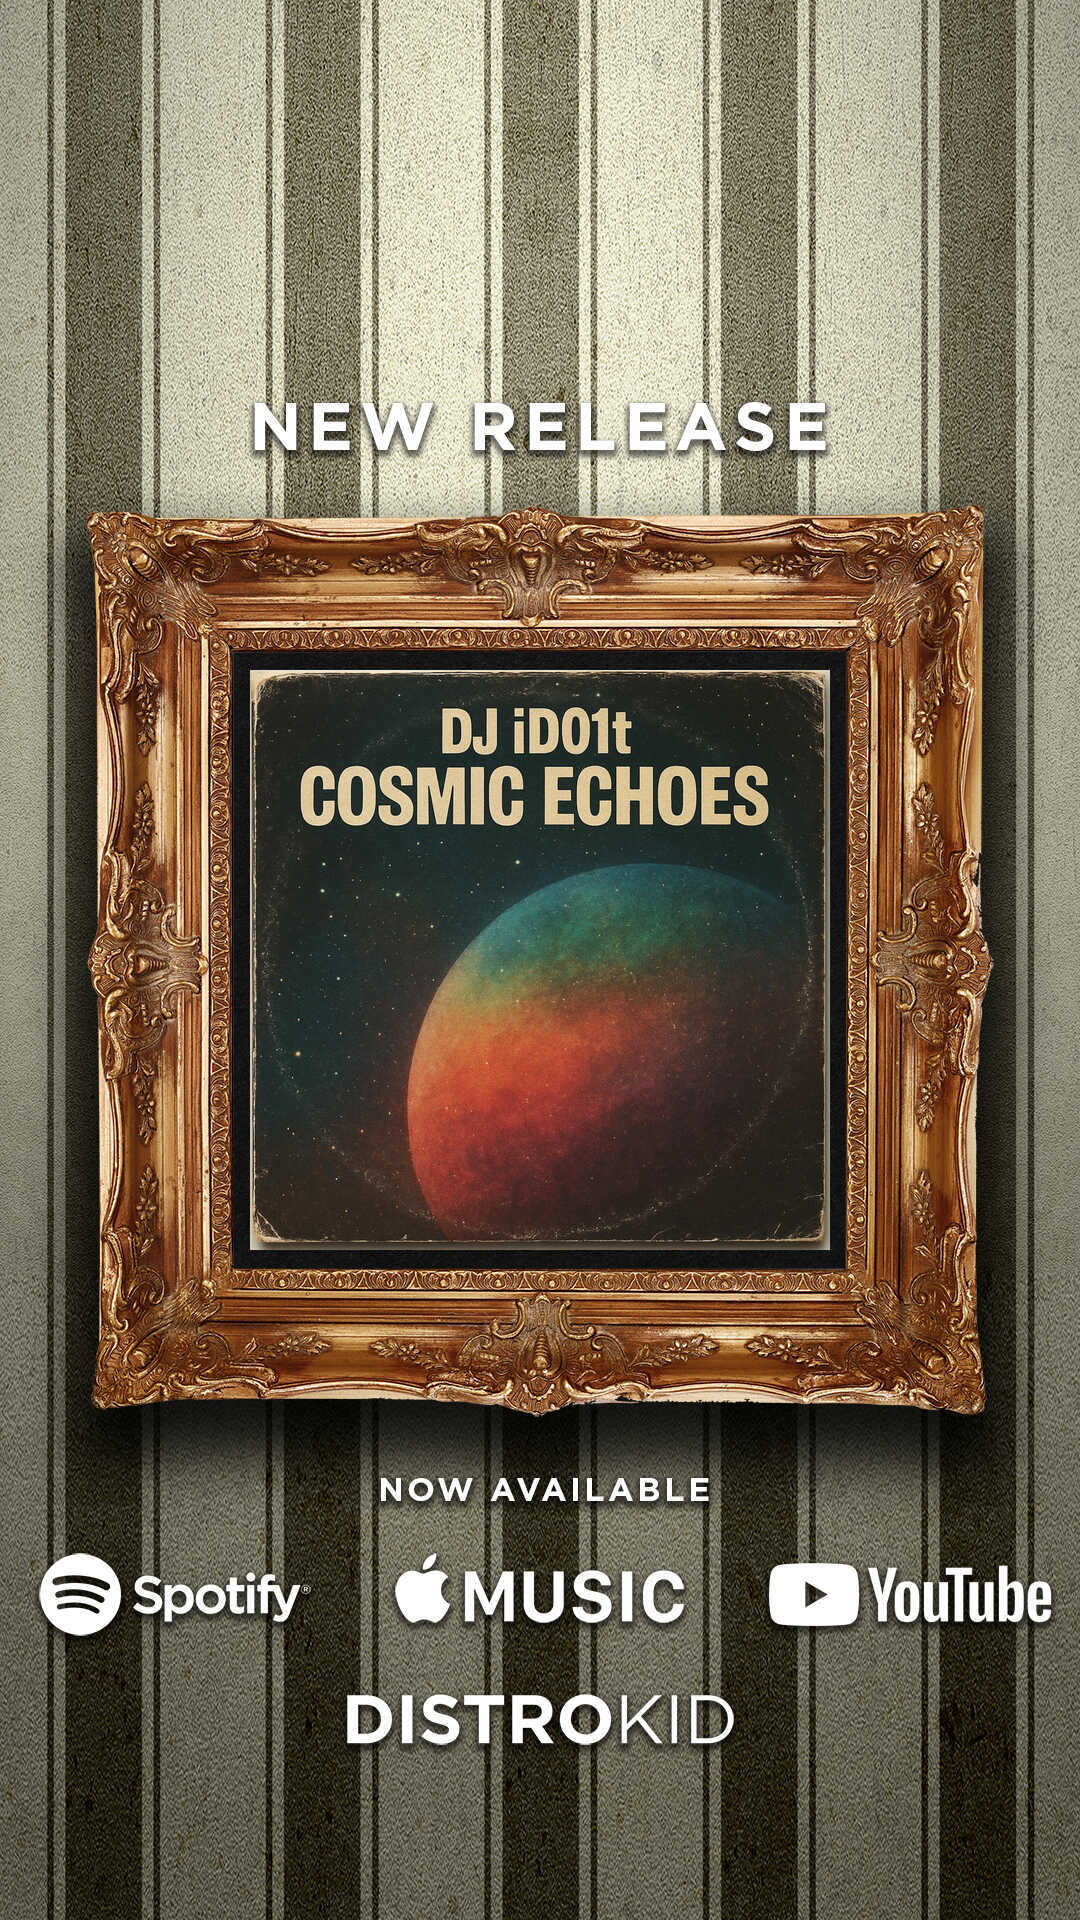 NEW RELEASE
DJ iD01t
COSMIC ECHOES
NOW AVAILABLE
Spotify® MUSIC YouTube
DISTROKID